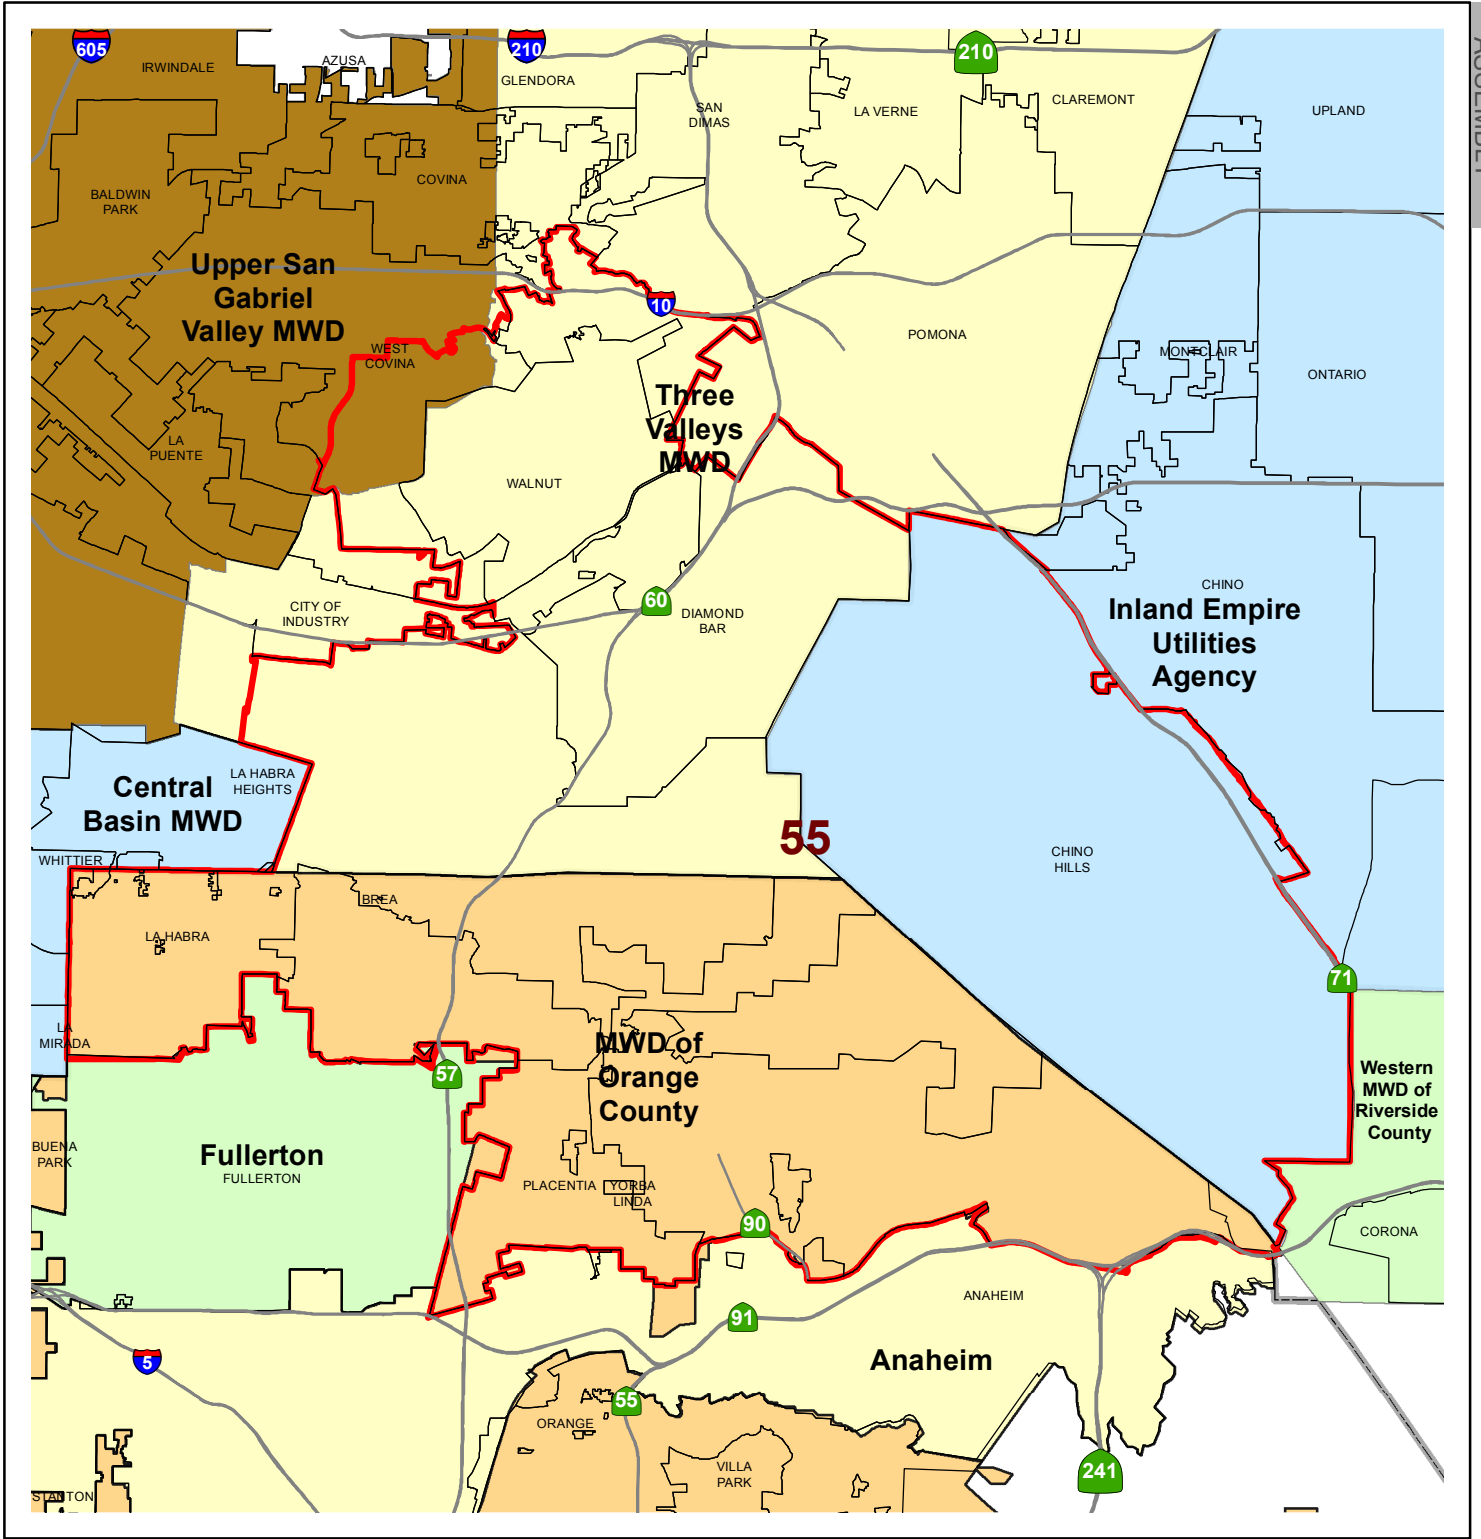 ASSEMBLY
605
IRWINDALE
AZUSA
210
GLENDORA
210
SAN
DIMAS
LA VERNE
CLAREMONT
UPLAND
COVINA
BALDWIN
PARK
Upper San
Gabriel
Valley MWD
10
POMONA
WEST
COVINA
MONTCLAIR
ONTARIO
Three
Valleys
MWD
LA
PUENTE
WALNUT
CITY OF
INDUSTRY
60
DIAMOND
BAR
CHINO
Inland Empire
Utilities
Agency
Central
Basin MWD
LA HABRA
HEIGHTS
55
WHITTIER
CHINO
HILLS
BREA
LA HABRA
71
LA
MIRADA
MWD of
Orange
County
57
Western
MWD of
Riverside
County
BUENA
PARK
Fullerton
FULLERTON
PLACENTIA
YORBA
LINDA
90
CORONA
ANAHEIM
91
Anaheim
5
55
ORANGE
VILLA
PARK
241
STANTON